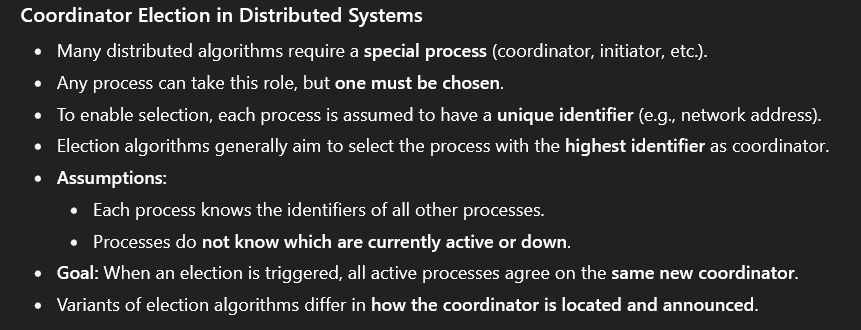 Coordinator Election in Distributed Systems
• Many distributed algorithms require a special process (coordinator, initiator, etc.).
• Any process can take this role, but one must be chosen.
• To enable selection, each process is assumed to have a unique identifier (e.g., network address).
• Election algorithms generally aim to select the process with the highest identifier as coordinator.
• Assumptions:
• Each process knows the identifiers of all other processes.
• Processes do not know which are currently active or down.
• Goal: When an election is triggered, all active processes agree on the same new coordinator.
• Variants of election algorithms differ in how the coordinator is located and announced.